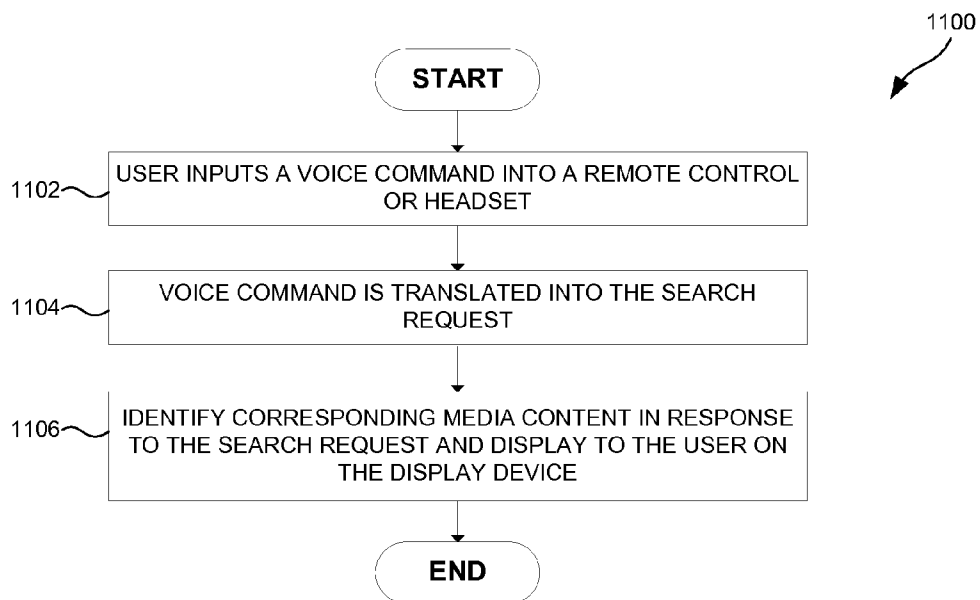 1100
START
1102
USER INPUTS A VOICE COMMAND INTO A REMOTE CONTROL
OR HEADSET
1104
VOICE COMMAND IS TRANSLATED INTO THE SEARCH
REQUEST
1106
IDENTIFY CORRESPONDING MEDIA CONTENT IN RESPONSE
TO THE SEARCH REQUEST AND DISPLAY TO THE USER ON
THE DISPLAY DEVICE
END